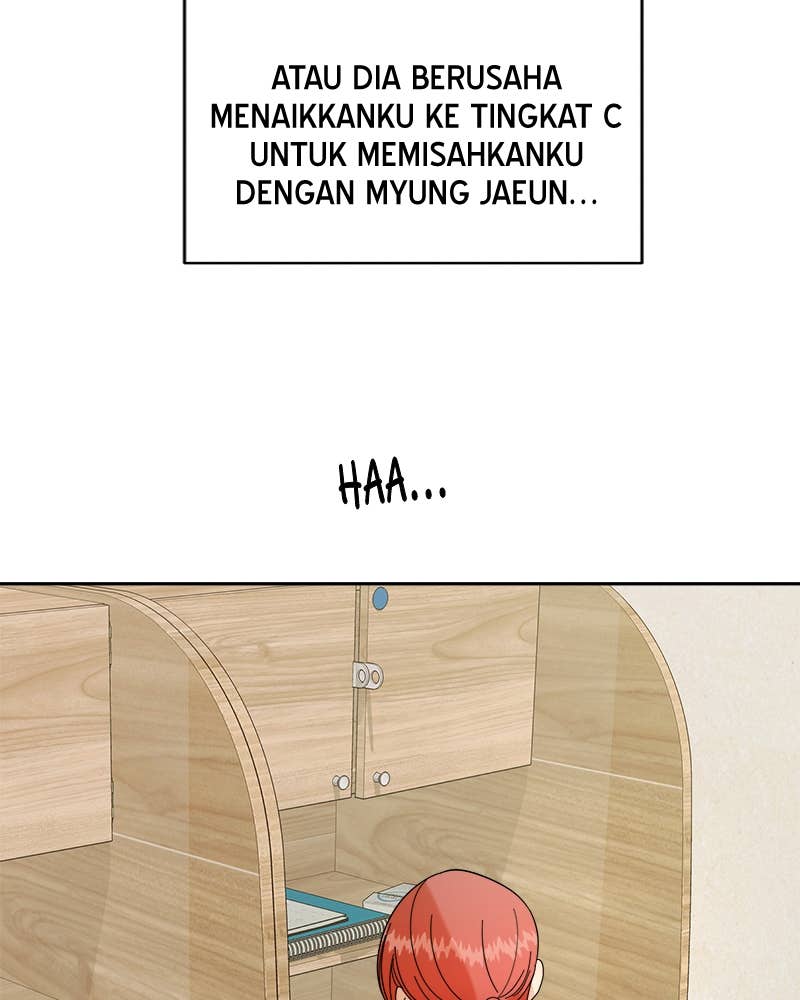 ATAU DIA BERUSAHA
MENAIKKANKU KE TINGKAT C
UNTUK MEMISAHKANKU
DENGAN MYUNG JAEUN...
HAA...